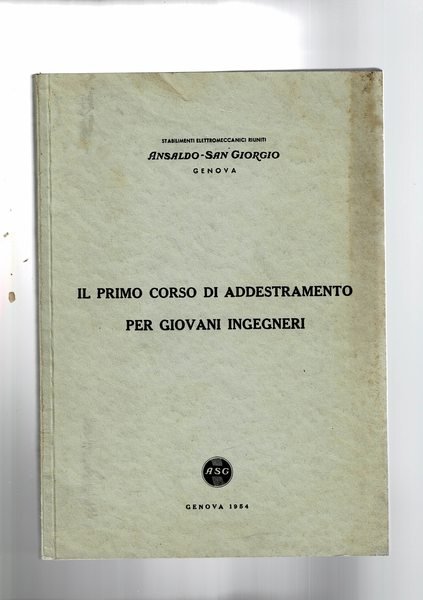 STABILIMENTI ELETTROMECCANICI RIUNITI
ANSALDO-SAN GIORGIO
GENOVA
IL PRIMO CORSO DI ADDESTRAMENTO
PER GIOVANI INGEGNERI
ASG
GENOVA 1954